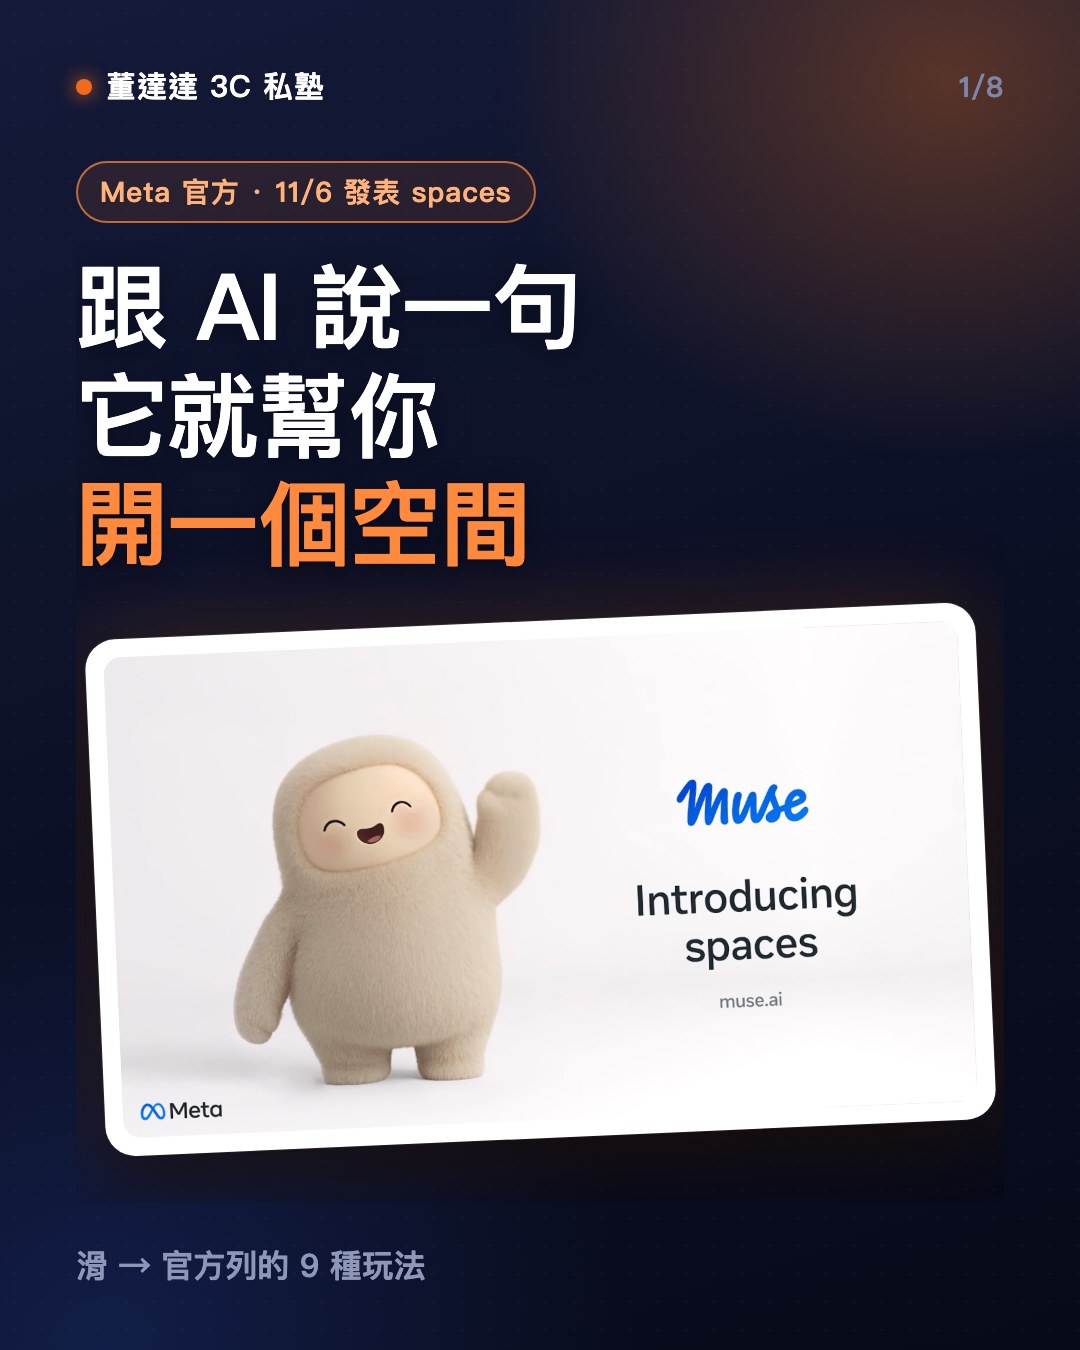 董達達 3C 私塾
1/8
Meta 官方 · 11/6 發表 spaces
跟 AI 說一句
它就幫你
開一個空間
Muse
Introducing
spaces
muse.ai
Meta
滑 → 官方列的 9 種玩法